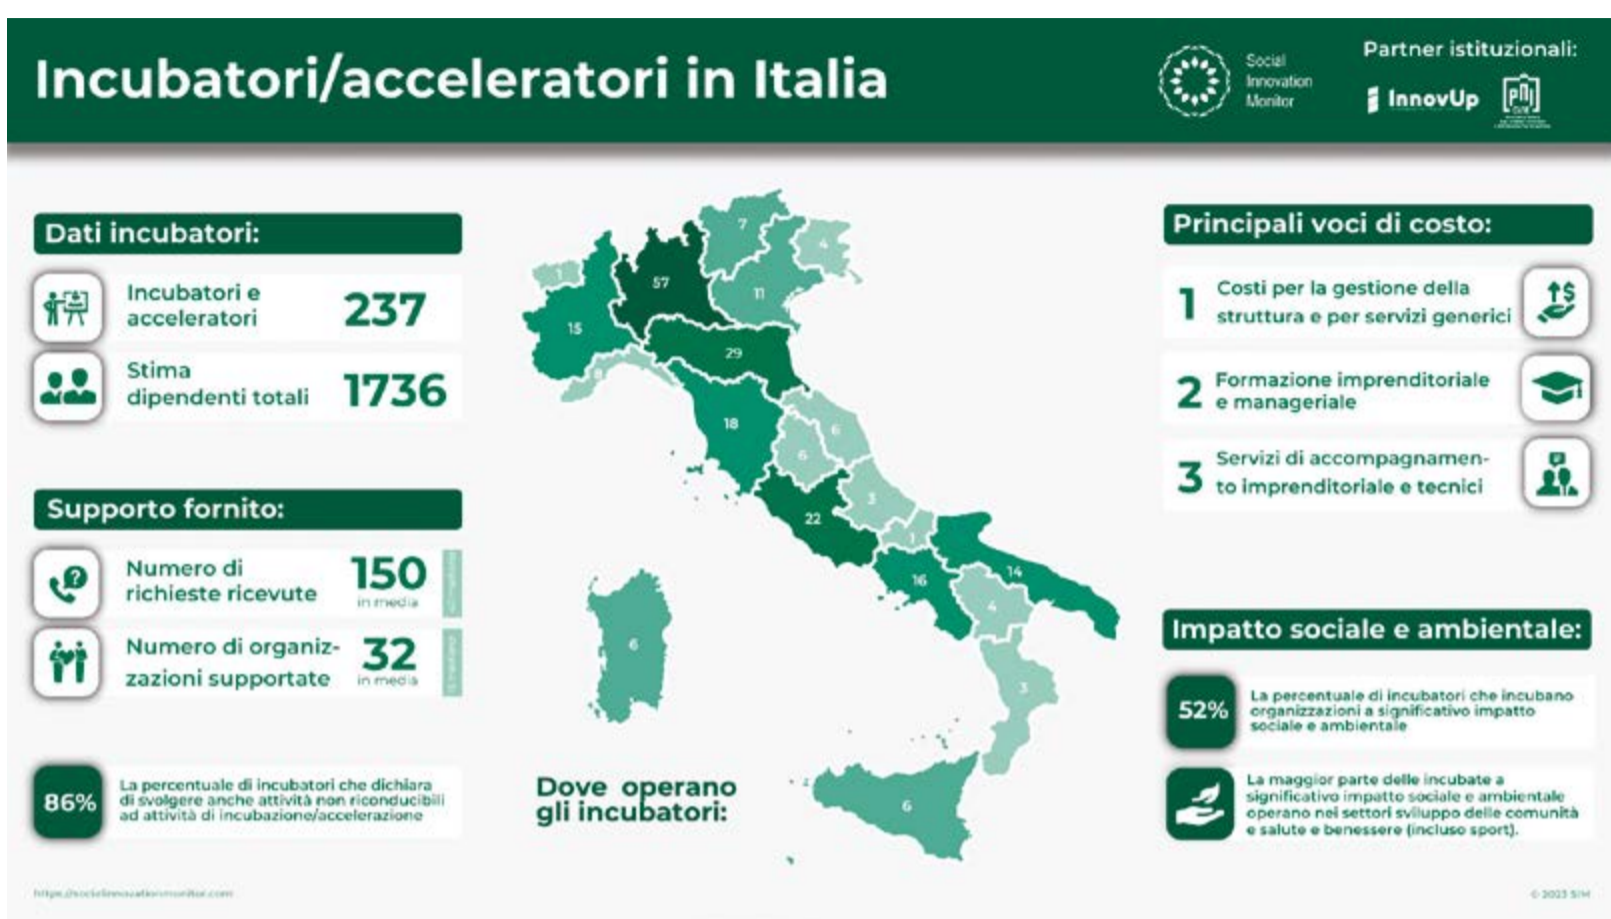 Incubatori/acceleratori in Italia
Social
Innovation
Monitor
Partner istituzionali:
InnovUp
Dati incubatori:
Incubatori e
acceleratori
237
Stima
dipendenti totali
1736
Supporto fornito:
Numero di
richieste ricevute
150
in media
Numero di organiz-
zazioni supportate
32
in media
86%
La percentuale di incubatori che dichiara
di svolgere anche attività non riconducibili
ad attività di incubazione/accelerazione
7
4
1
57
11
15
29
8
18
6
6
3
22
1
16
14
4
6
3
6
Dove operano
gli incubatori:
Principali voci di costo:
1
Costi per la gestione della
struttura e per servizi generici
2
Formazione imprenditoriale
e manageriale
3
Servizi di accompagnamen-
to imprenditoriale e tecnici
Impatto sociale e ambientale:
52%
La percentuale di incubatori che incubano
organizzazioni a significativo impatto
sociale e ambientale
La maggior parte delle incubate a
significativo impatto sociale e ambientale
operano nei settori sviluppo delle comunità
e salute e benessere (incluso sport).
https://socialinnovationmonitor.com
© 2023 SIM